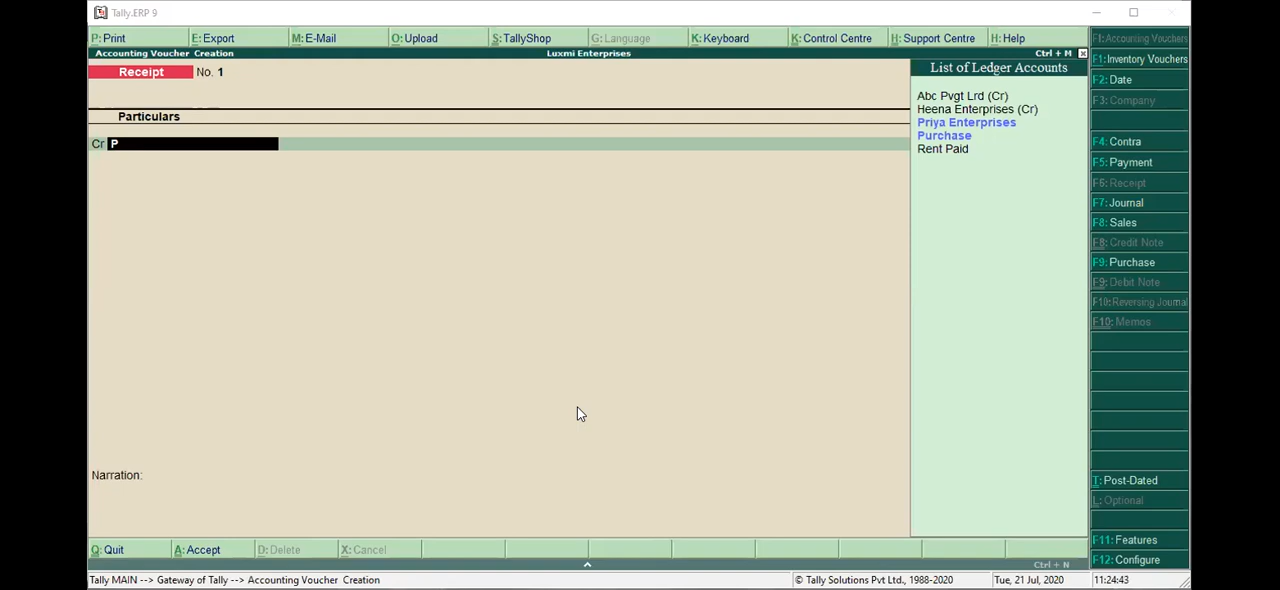 Tally.ERP 9
P: Print E: Export M: E-Mail O: Upload S: TallyShop G: Language K: Keyboard K: Control Centre H: Support Centre H: Help
Accounting Voucher Creation Luxmi Enterprises Ctrl + M
Receipt No. 1
Particulars
Cr P
Narration:
List of Ledger Accounts
Abc Pvgt Lrd (Cr)
Heena Enterprises (Cr)
Priya Enterprises
Purchase
Rent Paid
F1: Accounting Vouchers
F1: Inventory Vouchers
F2: Date
F3: Company
F4: Contra
F5: Payment
F6: Receipt
F7: Journal
F8: Sales
F8: Credit Note
F9: Purchase
F9: Debit Note
F10: Reversing Journal
F10: Memos
T: Post-Dated
L: Optional
F11: Features
F12: Configure
Q: Quit A: Accept D: Delete X: Cancel
Ctrl + N
Tally MAIN --> Gateway of Tally --> Accounting Voucher Creation © Tally Solutions Pvt Ltd., 1988-2020 Tue, 21 Jul, 2020 11:24:43